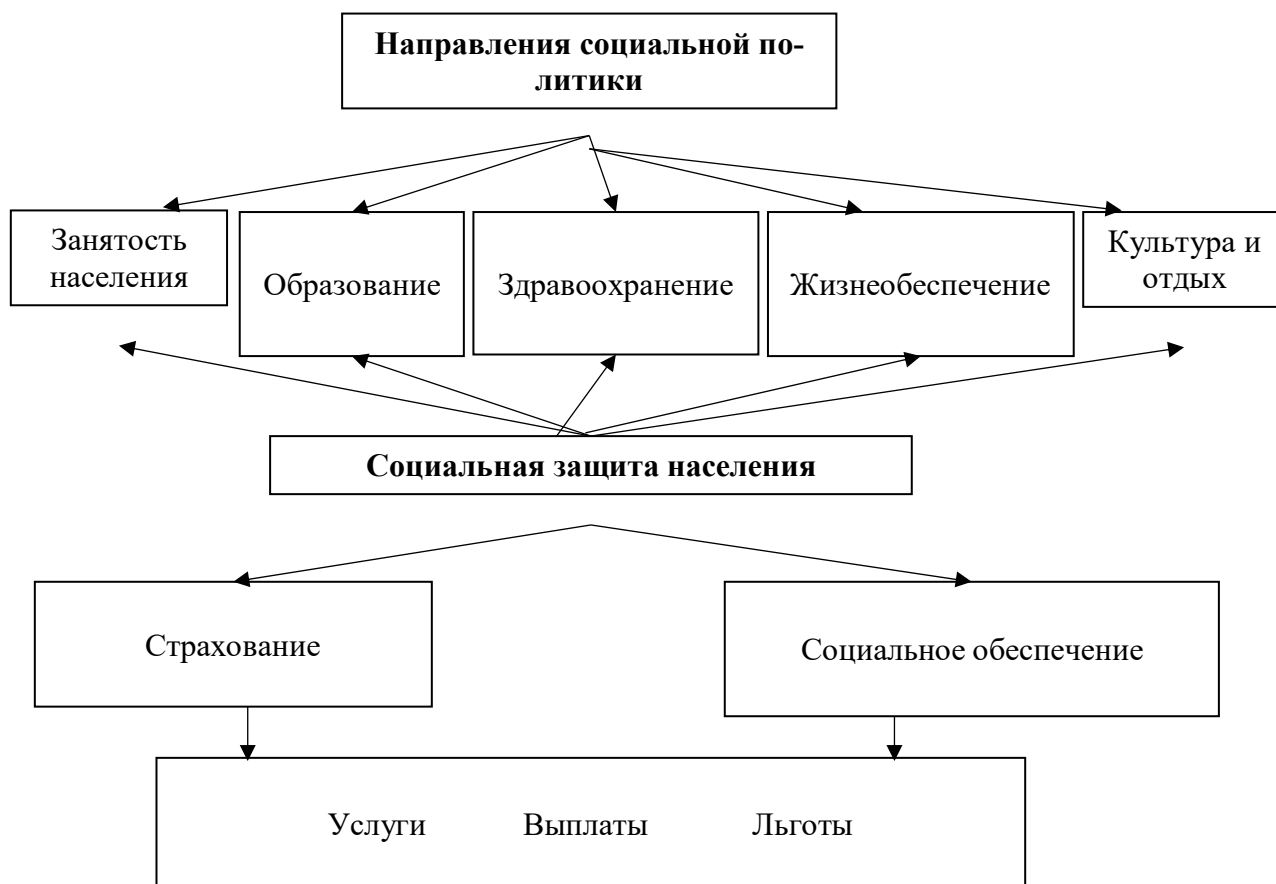 Направления социальной по-
литики
Занятость
населения
Образование
Здравоохранение
Жизнеобеспечение
Культура и
отдых
Социальная защита населения
Страхование
Социальное обеспечение
Услуги Выплаты Льготы